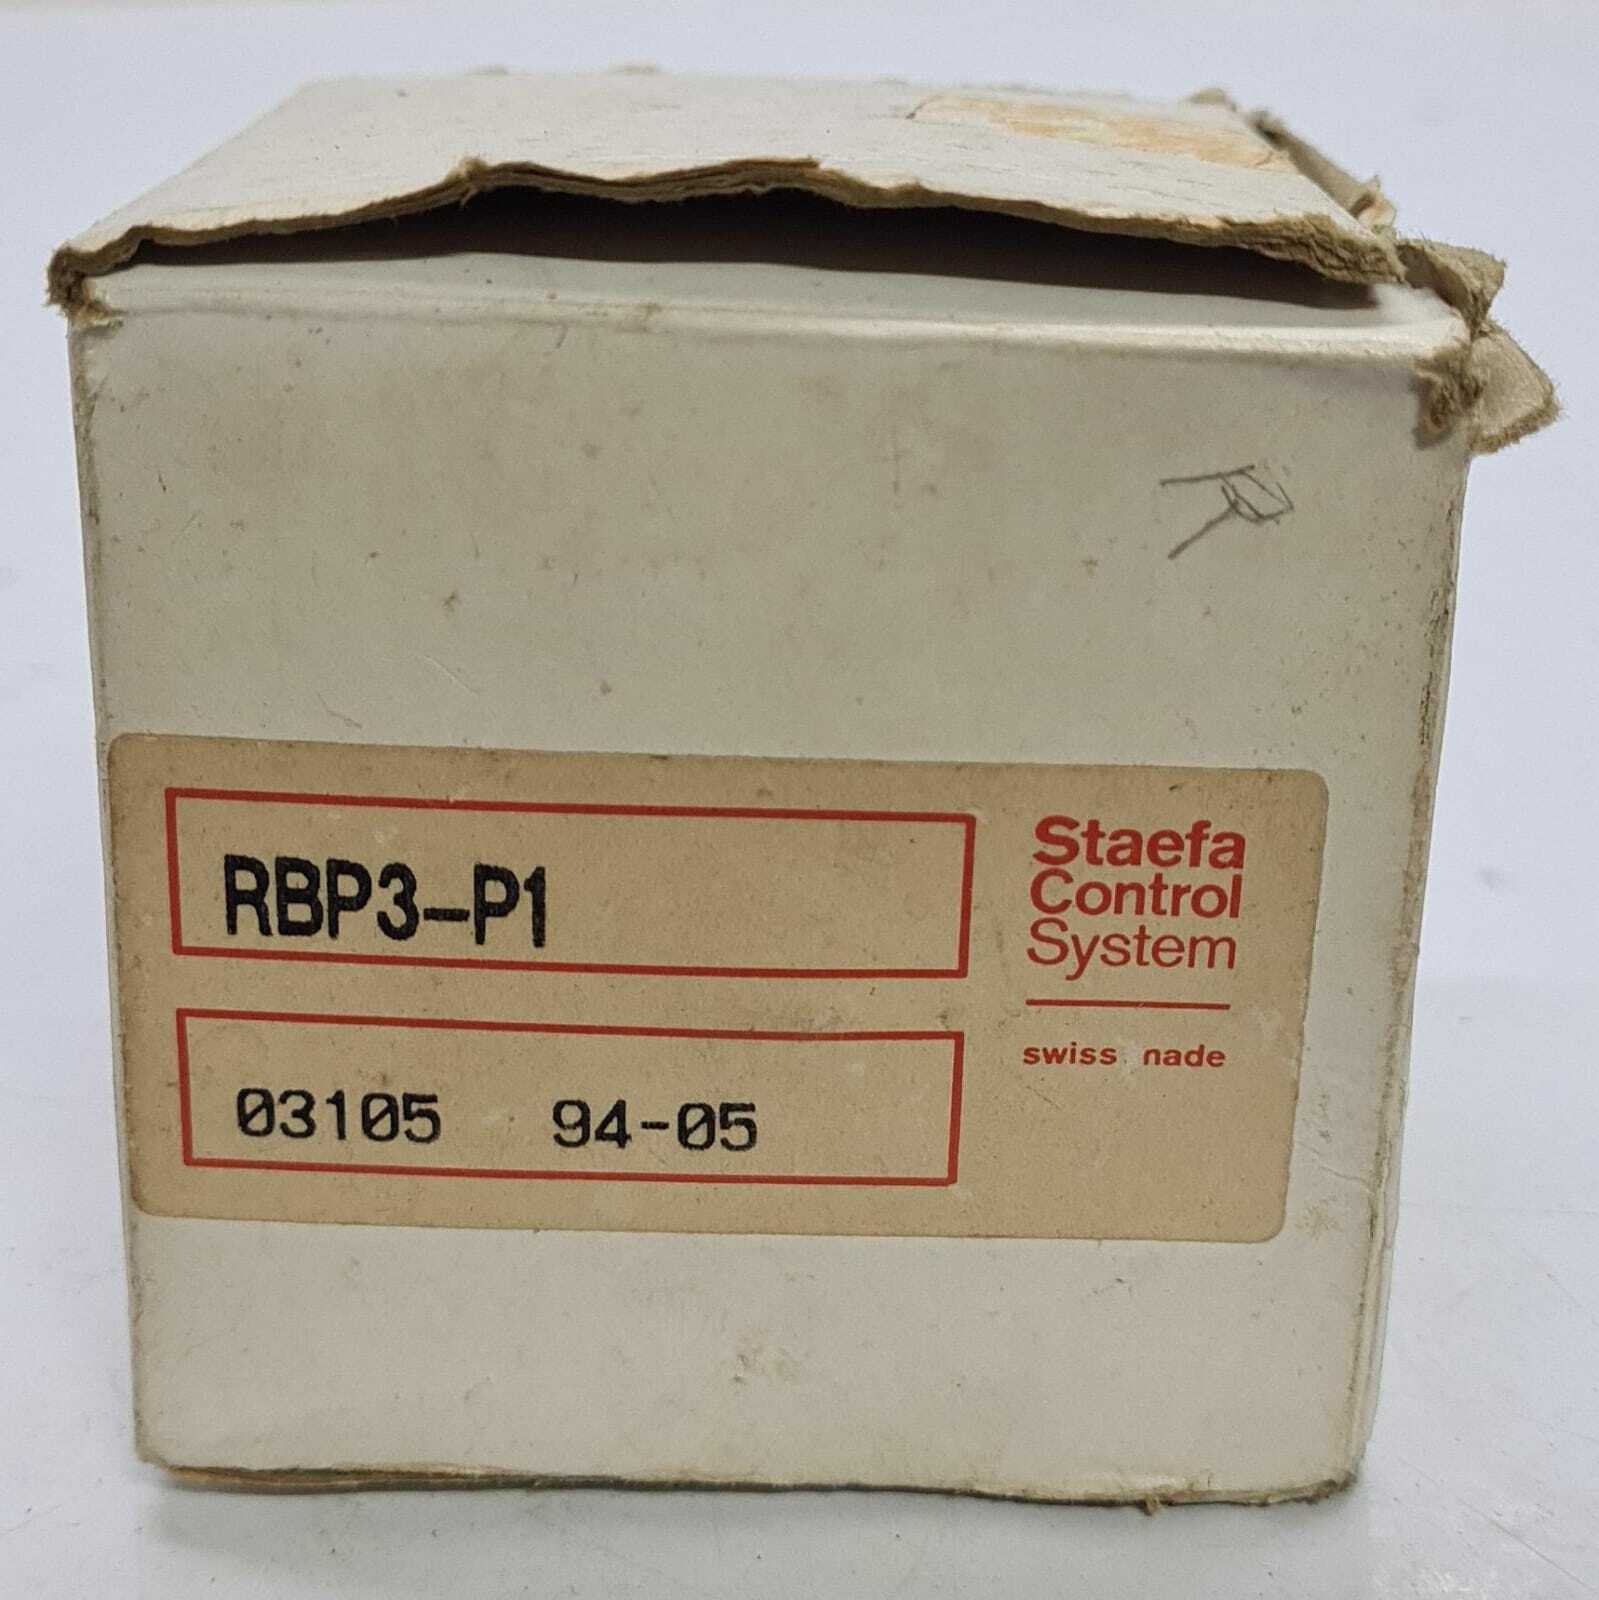 R
RBP3-P1
Staefa
Control
System
swiss nade
03105 94-05